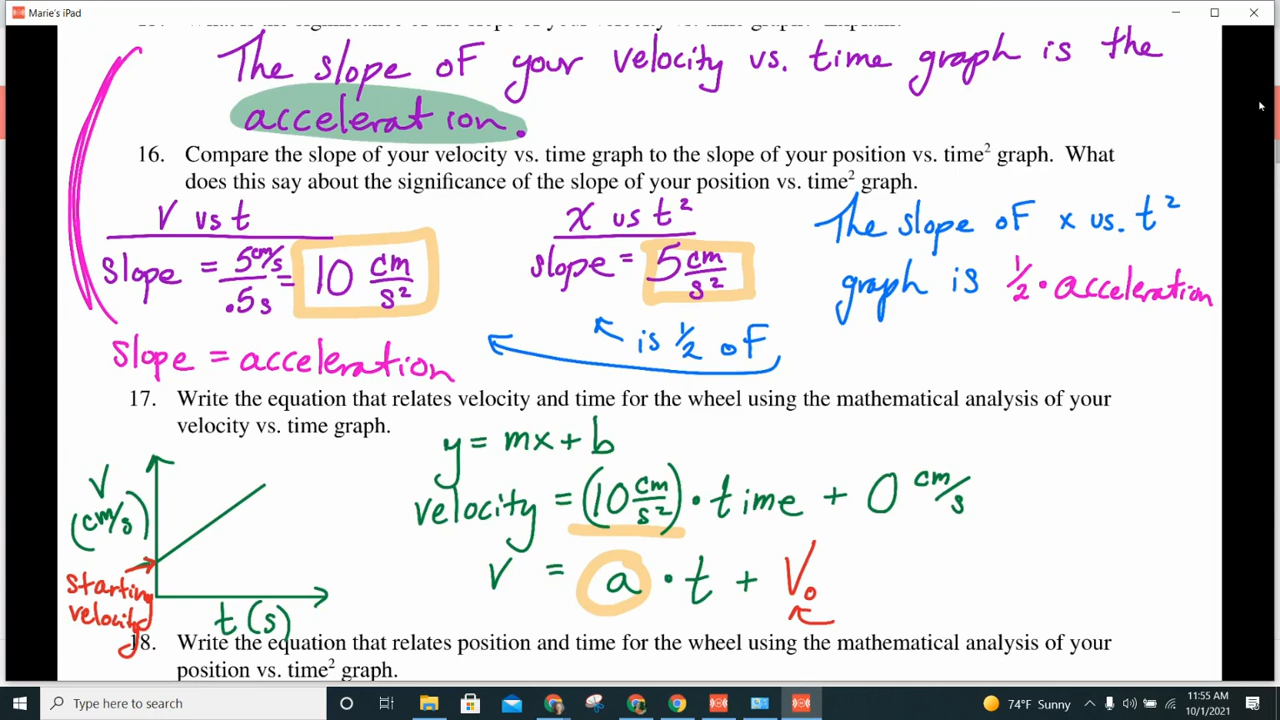 Marie's iPad
The slope of your velocity vs. time graph is the
acceleration.
16. Compare the slope of your velocity vs. time graph to the slope of your position vs. time² graph. What
does this say about the significance of the slope of your position vs. time² graph.
V vs t
slope = 5 cm/s / .5 s = 10 cm/s²
slope = acceleration
x vs t²
slope = 5 cm/s²
is ½ of
The slope of x vs. t²
graph is ½ · acceleration
17. Write the equation that relates velocity and time for the wheel using the mathematical analysis of your
velocity vs. time graph.
y = mx + b
velocity = (10 cm/s²) · time + 0 cm/s
v = a · t + V₀
V
(cm/s)
starting
velocity
t (s)
18. Write the equation that relates position and time for the wheel using the mathematical analysis of your
position vs. time² graph.
Type here to search
74°F Sunny
11:55 AM
10/1/2021